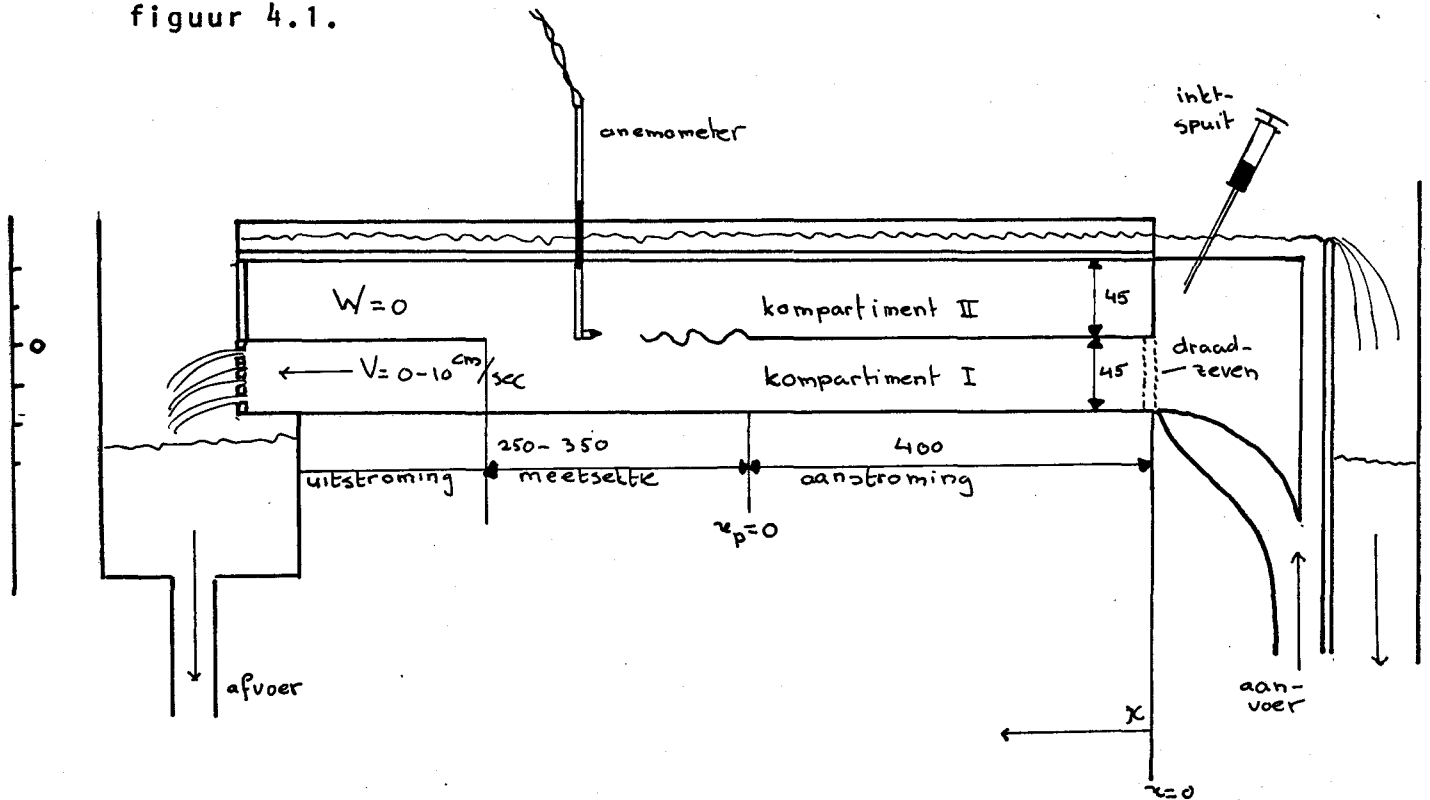 figuur 4.1.
anemometer
inkt-
spuit
W=0
kompartiment II
45
0
V=0-10 cm/sec
kompartiment I
45
draad-
zeven
250-350
400
uitstroming
meetsektie
aanstroming
xp=0
afvoer
aan-
voer
x
x=0